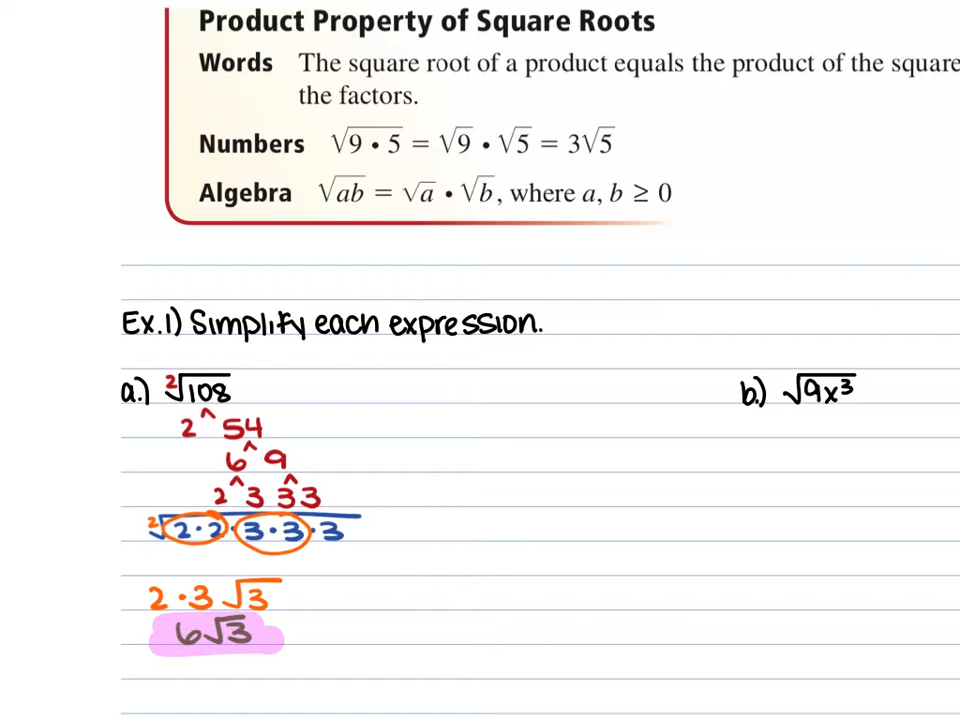 Product Property of Square Roots
Words The square root of a product equals the product of the square
the factors.
Numbers √(9 • 5) = √9 • √5 = 3√5
Algebra √(ab) = √a • √b, where a, b ≥ 0
Ex.1) Simplify each expression.
a.) ²√108 b.) √(9x³)
2 ^ 54
6 ^ 9
2 ^ 3 3 ^ 3
²√(2·2·3·3·3)
2·3√3
6√3